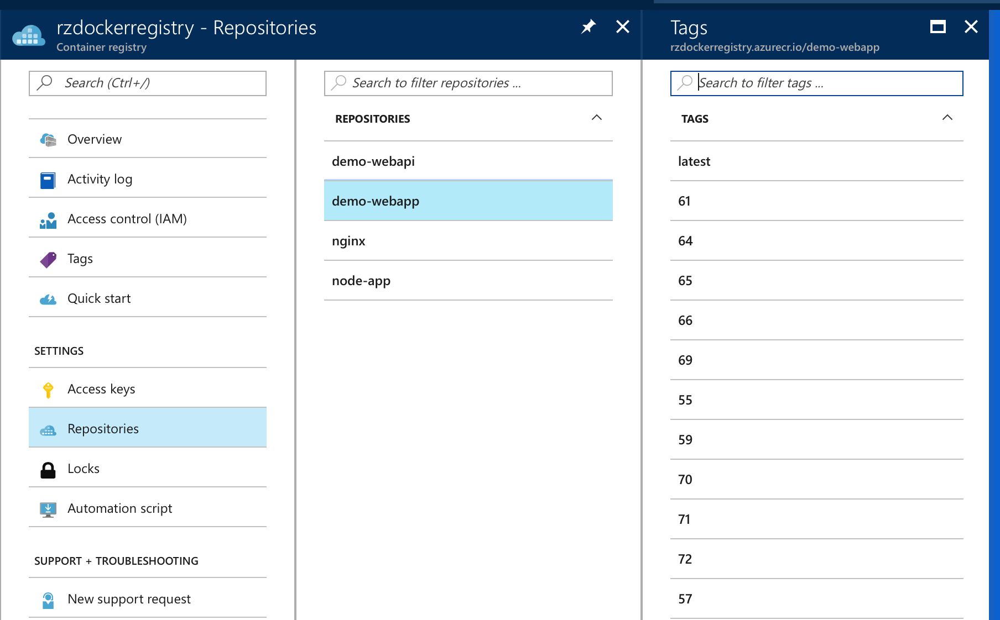 rzdockerregistry - Repositories
Container registry
Search (Ctrl+/)
Overview
Activity log
Access control (IAM)
Tags
Quick start
SETTINGS
Access keys
Repositories
Locks
Automation script
SUPPORT + TROUBLESHOOTING
New support request
Search to filter repositories ...
REPOSITORIES
demo-webapi
demo-webapp
nginx
node-app
Tags
rzdockerregistry.azurecr.io/demo-webapp
Search to filter tags ...
TAGS
latest
61
64
65
66
69
55
59
70
71
72
57